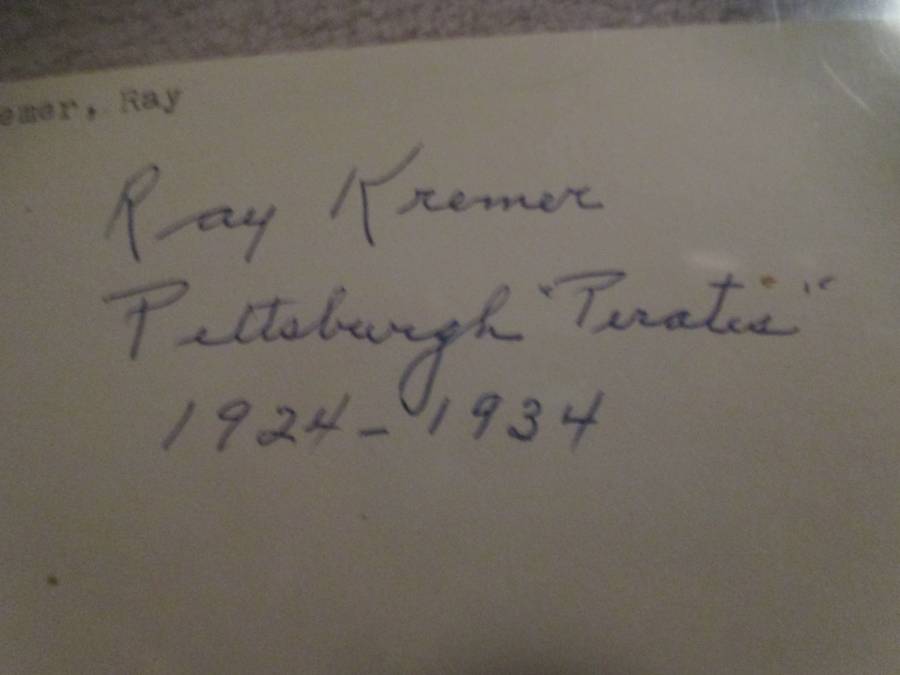 emer, Ray
Ray Kremer
Pittsburgh "Pirates"
1924-1934